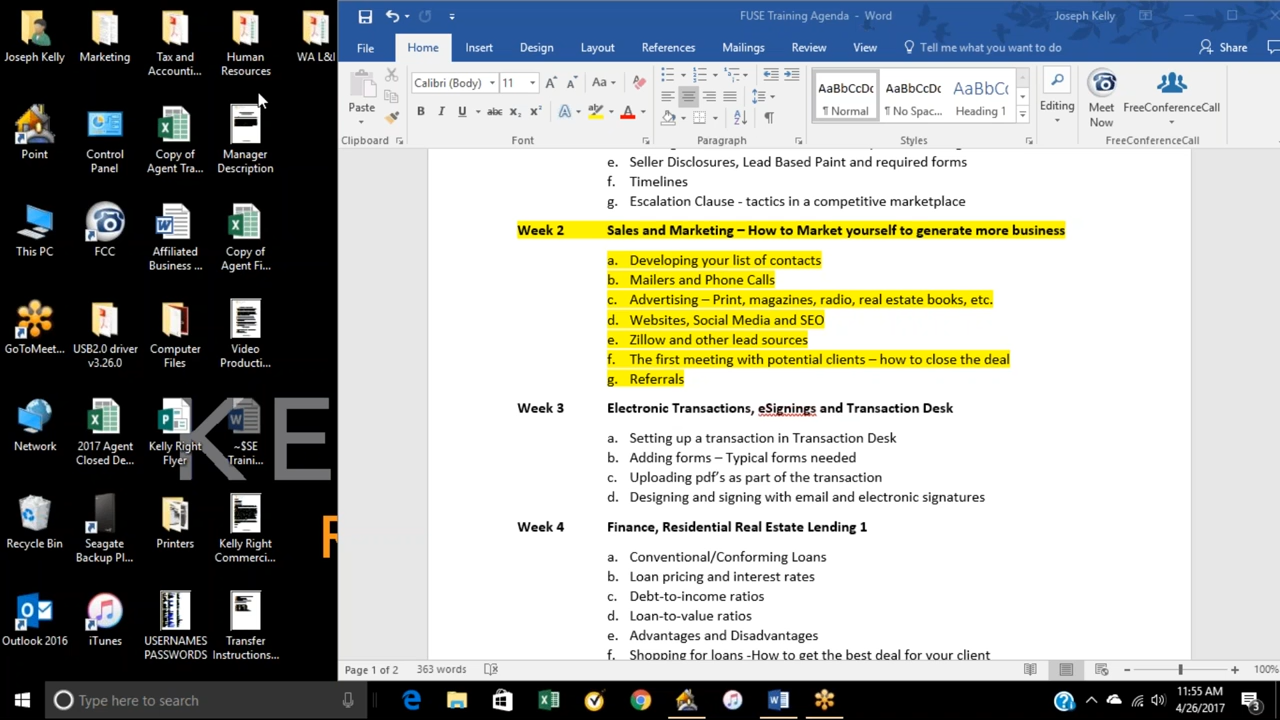 FUSE Training Agenda - Word
Joseph Kelly
File Home Insert Design Layout References Mailings Review View Tell me what you want to do Share
Paste
Calibri (Body) 11
Aa
AaBbCcDc AaBbCcDc AaBbCc
¶ Normal ¶ No Spac... Heading 1
Editing
Meet Now
FreeConferenceCall
Clipboard Font Paragraph Styles FreeConferenceCall
Joseph Kelly
Marketing
Tax and Accounti...
Human Resources
WA L&I
Point
Control Panel
Copy of Agent Tra...
Manager Description
This PC
FCC
Affiliated Business ...
Copy of Agent Fi...
GoToMeet...
USB2.0 driver v3.26.0
Computer Files
Video Producti...
Network
2017 Agent Closed De...
Kelly Right Flyer
~$SE Traini...
KE
Recycle Bin
Seagate Backup Pl...
Printers
Kelly Right Commerci...
Outlook 2016
iTunes
USERNAMES PASSWORDS
Transfer Instructions...
e. Seller Disclosures, Lead Based Paint and required forms
f. Timelines
g. Escalation Clause - tactics in a competitive marketplace
Week 2 Sales and Marketing – How to Market yourself to generate more business
a. Developing your list of contacts
b. Mailers and Phone Calls
c. Advertising – Print, magazines, radio, real estate books, etc.
d. Websites, Social Media and SEO
e. Zillow and other lead sources
f. The first meeting with potential clients – how to close the deal
g. Referrals
Week 3 Electronic Transactions, eSignings and Transaction Desk
a. Setting up a transaction in Transaction Desk
b. Adding forms – Typical forms needed
c. Uploading pdf's as part of the transaction
d. Designing and signing with email and electronic signatures
Week 4 Finance, Residential Real Estate Lending 1
a. Conventional/Conforming Loans
b. Loan pricing and interest rates
c. Debt-to-income ratios
d. Loan-to-value ratios
e. Advantages and Disadvantages
f. Shopping for loans -How to get the best deal for your client
Page 1 of 2 363 words 100%
Type here to search
11:55 AM
4/26/2017
3